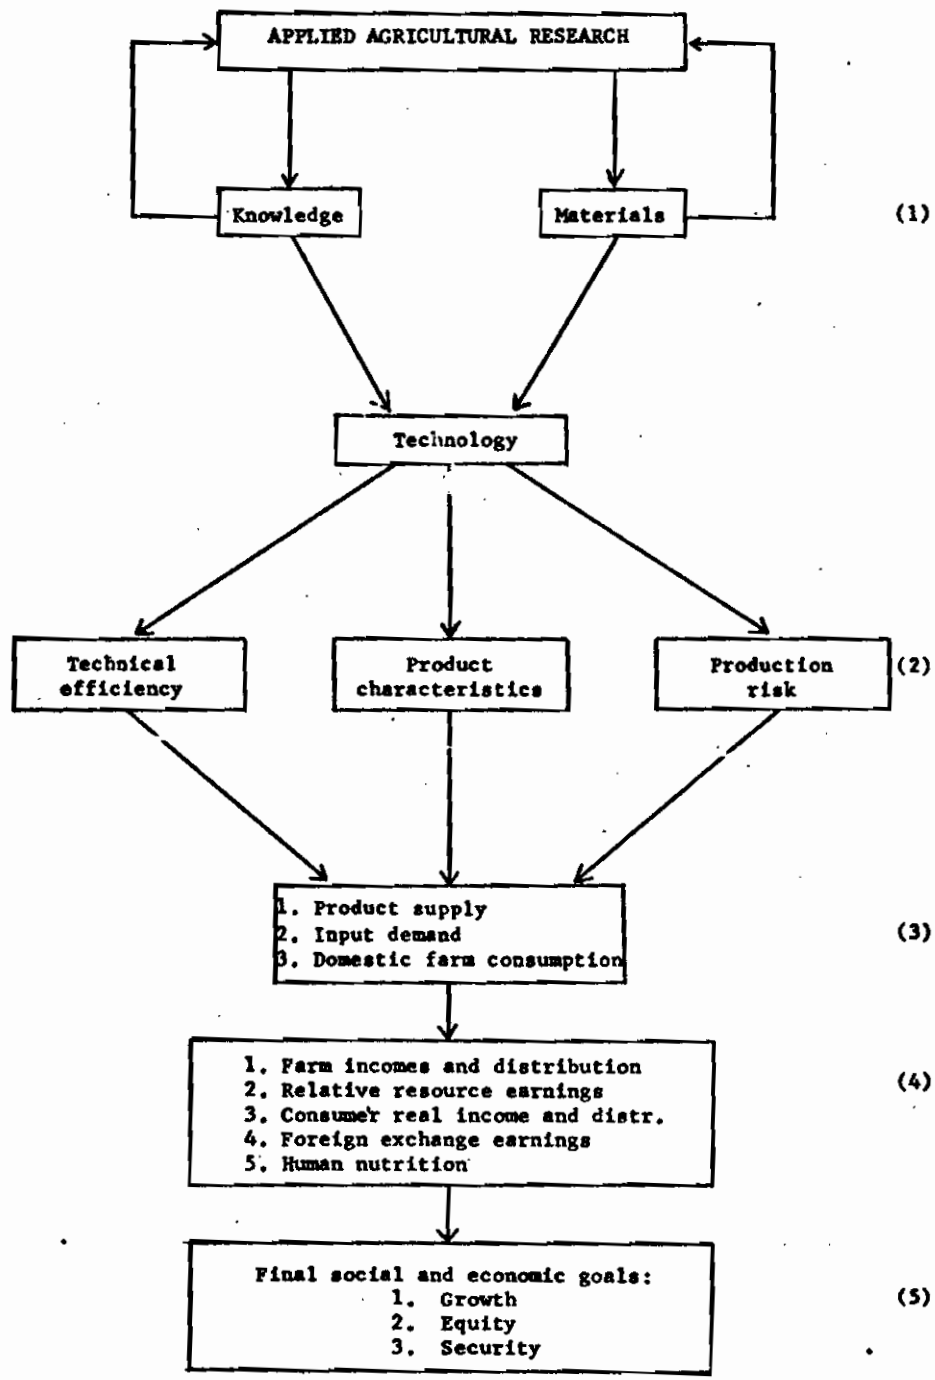 APPLIED AGRICULTURAL RESEARCH
Knowledge
Materials
(1)
Technology
Technical
efficiency
Product
characteristics
Production
risk
(2)
1. Product supply
2. Input demand
3. Domestic farm consumption
(3)
1. Farm incomes and distribution
2. Relative resource earnings
3. Consumer real income and distr.
4. Foreign exchange earnings
5. Human nutrition
(4)
Final social and economic goals:
1. Growth
2. Equity
3. Security
(5)